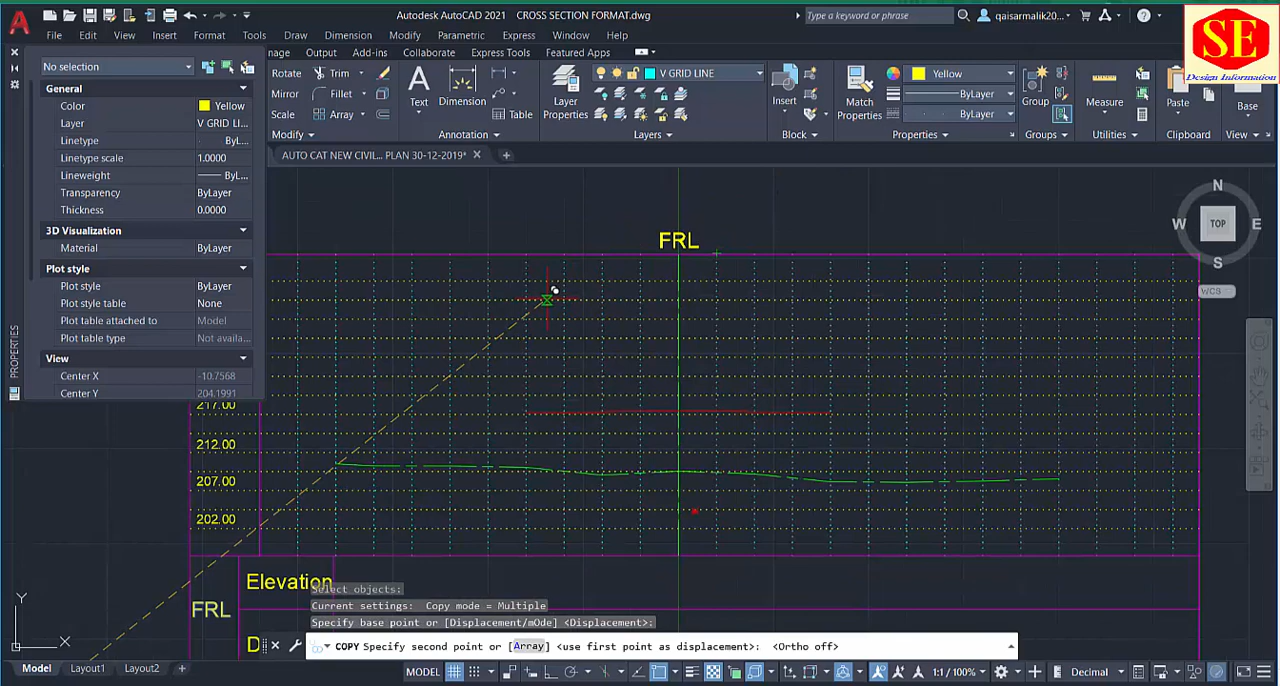 Autodesk AutoCAD 2021 CROSS SECTION FORMAT.dwg
Type a keyword or phrase
qaisarmalik20...
File Edit View Insert Format Tools Draw Dimension Modify Parametric Express Window Help
SE
Design Information
nage Output Add-ins Collaborate Express Tools Featured Apps
No selection
General
Color Yellow
Layer V GRID LI...
Linetype ByL...
Linetype scale 1.0000
Lineweight ByL...
Transparency ByLayer
Thickness 0.0000
3D Visualization
Material ByLayer
Plot style
Plot style ByLayer
Plot style table None
Plot table attached to Model
Plot table type Not availa...
View
Center X -10.7568
Center Y 204.1991
PROPERTIES
Rotate Trim
Mirror Fillet
Scale Array
Modify
Text
Dimension
Table
Annotation
Layer Properties
V GRID LINE
Layers
Insert
Block
Match Properties
Yellow
ByLayer
ByLayer
Properties
Group
Groups
Measure
Utilities
Paste
Clipboard
Base
View
AUTO CAT NEW CIVIL... PLAN 30-12-2019*
FRL
N
W TOP E
S
WCS
217.00
212.00
207.00
202.00
Elevation
FRL
D
Select objects:
Current settings: Copy mode = Multiple
Specify base point or [Displacement/mOde] <Displacement>:
COPY Specify second point or [Array] <use first point as displacement>: <Ortho off>
Y
X
Model Layout1 Layout2
MODEL
1:1 / 100%
Decimal